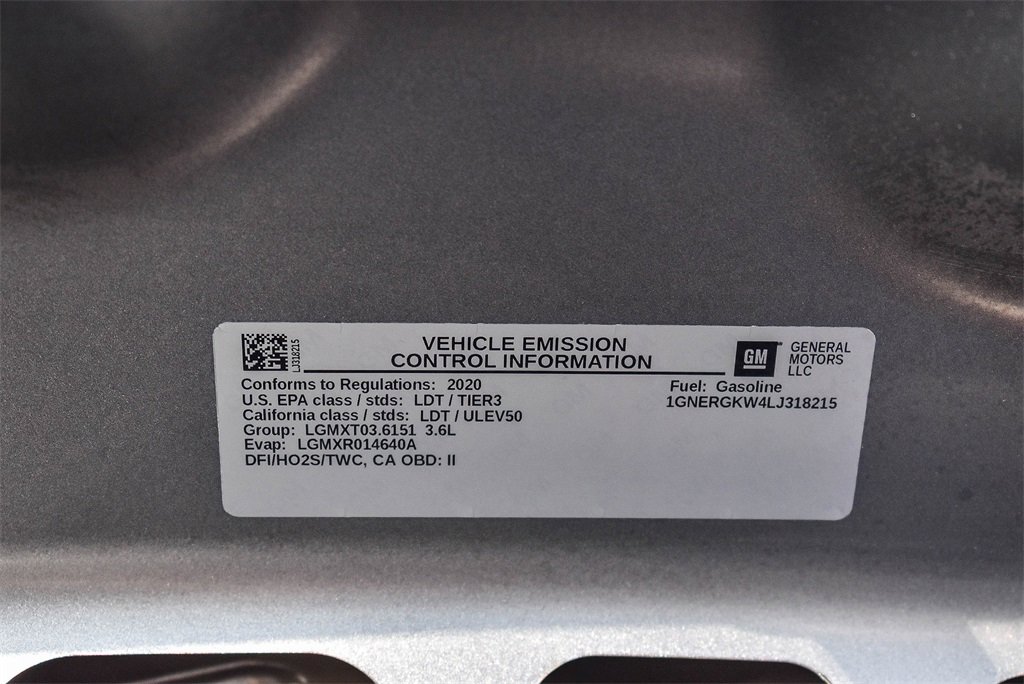 LJ318215
VEHICLE EMISSION
CONTROL INFORMATION
GM
GENERAL
MOTORS
LLC
Conforms to Regulations: 2020
U.S. EPA class / stds: LDT / TIER3
California class / stds: LDT / ULEV50
Group: LGMXT03.6151 3.6L
Evap: LGMXR014640A
DFI/HO2S/TWC, CA OBD: II
Fuel: Gasoline
1GNERGKW4LJ318215